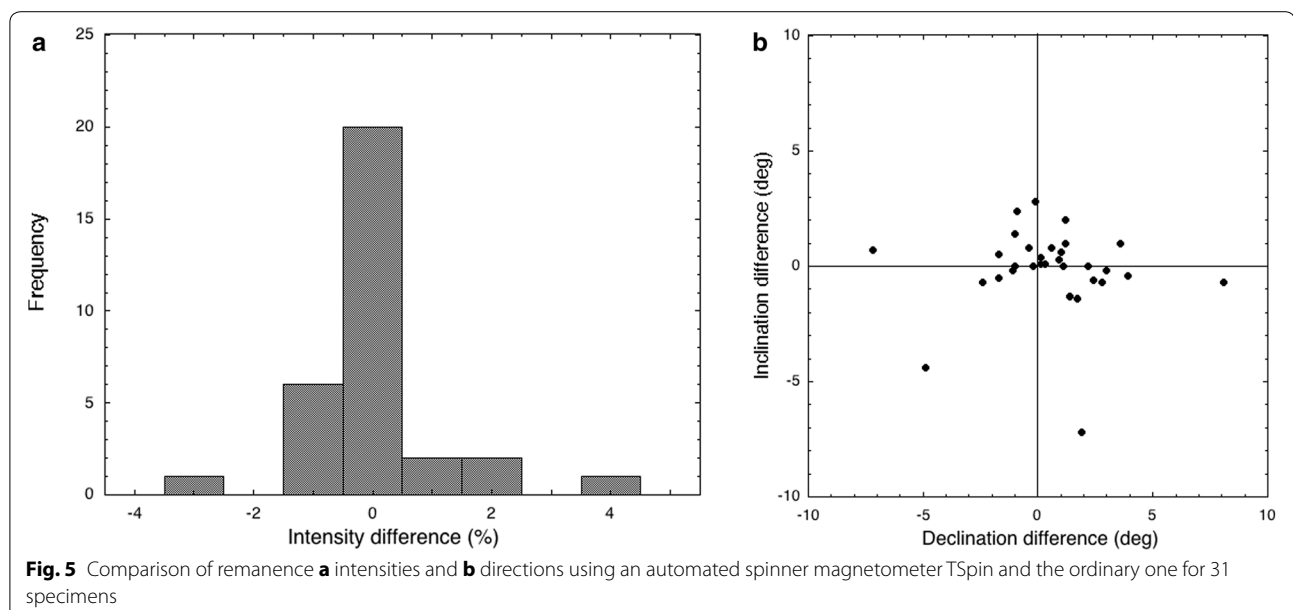 a
25
20
15
10
5
0
Frequency
-4 -2 0 2 4
Intensity difference (%)
b
10
5
0
-5
-10
Inclination difference (deg)
-10 -5 0 5 10
Declination difference (deg)
Fig. 5 Comparison of remanence a intensities and b directions using an automated spinner magnetometer TSpin and the ordinary one for 31
specimens